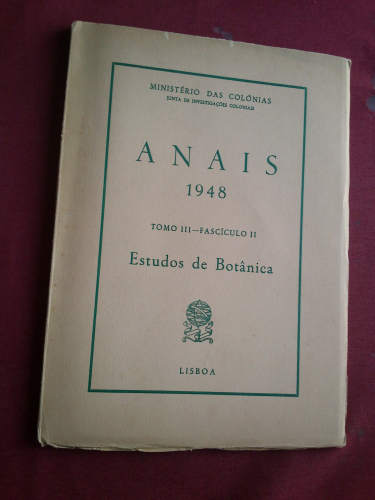 MINISTÉRIO DAS COLÓNIAS
JUNTA DE INVESTIGAÇÕES COLONIAIS
ANAIS
1948
TOMO III—FASCÍCULO II
Estudos de Botânica
LISBOA